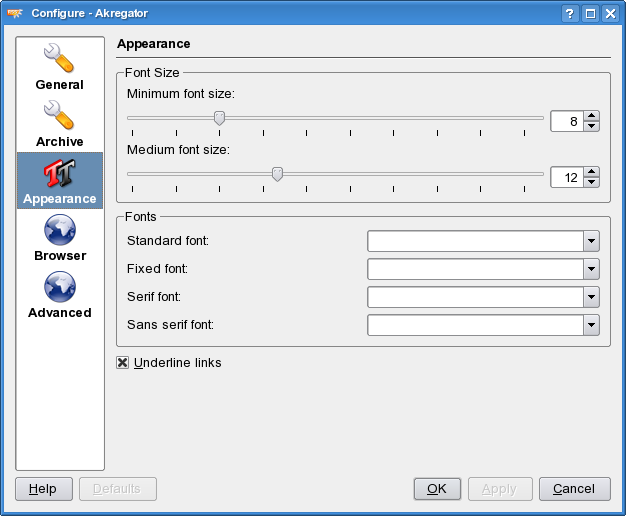 Configure - Akregator
General
Archive
Appearance
Browser
Advanced
Appearance
Font Size
Minimum font size:
8
Medium font size:
12
Fonts
Standard font:
Fixed font:
Serif font:
Sans serif font:
Underline links
Help
Defaults
OK
Apply
Cancel